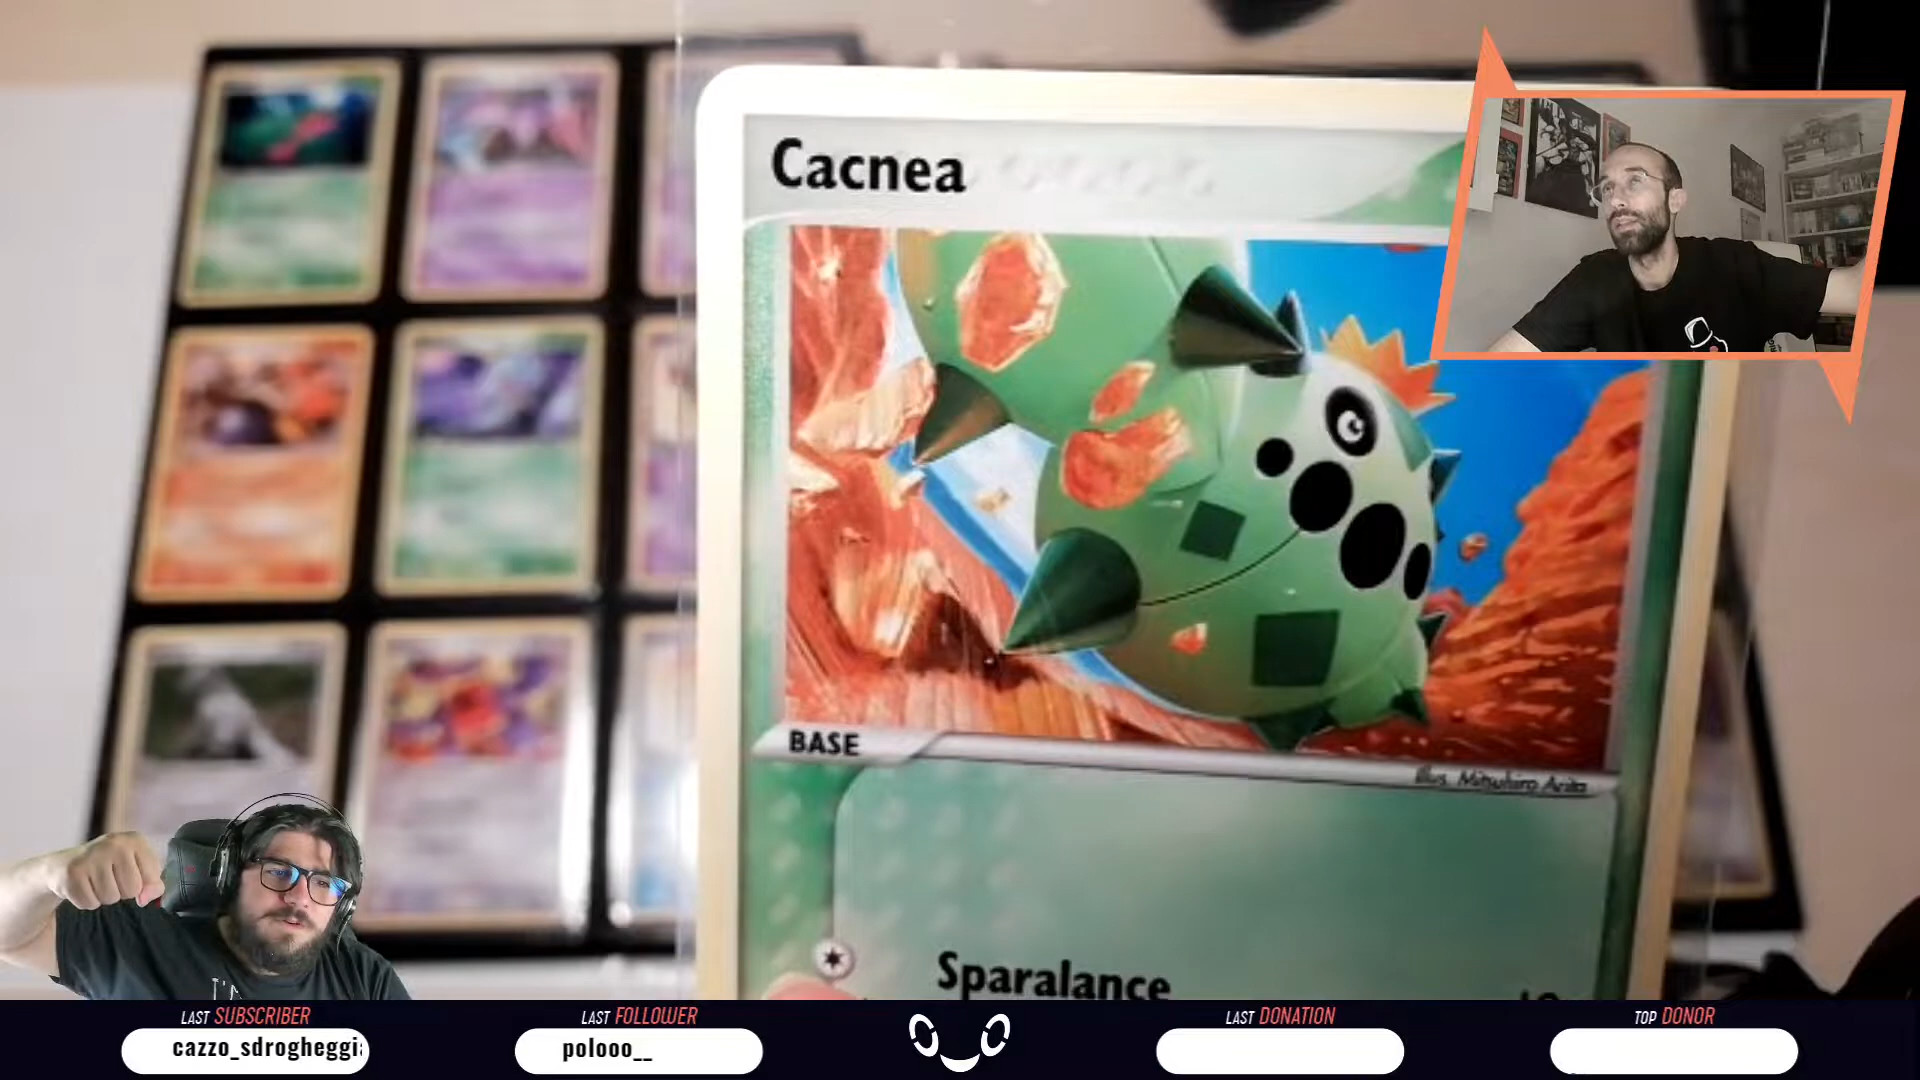 Cacnea
BASE
Illus. Mitsuhiro Arita
Sparalance
I'M
LAST SUBSCRIBER
cazzo_sdrogheggi
LAST FOLLOWER
polooo__
LAST DONATION
TOP DONOR